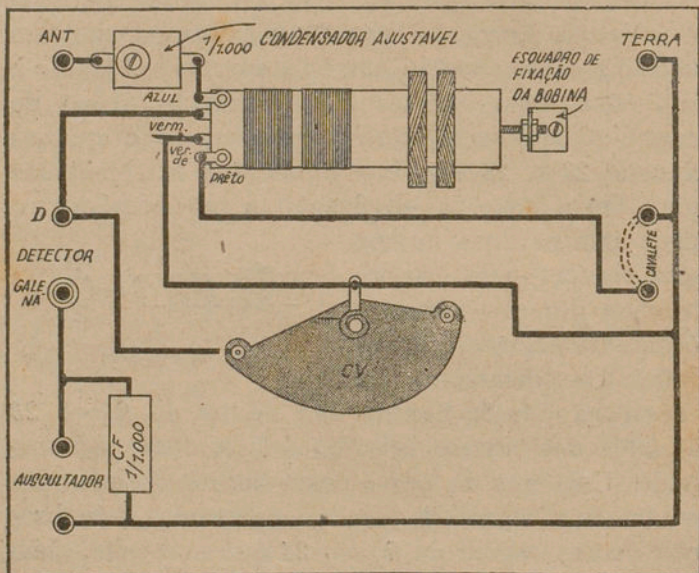 ANT
1/1.000 CONDENSADOR AJUSTAVEL
TERRA
ESQUADRO DE
FIXAÇÃO
DA BOBINA
AZUL
verm.
ver.
de
PRÊTO
D
DETECTOR
GALE-
NA
CAVALETE
CV
CF
1/1.000
AUSCULTADOR